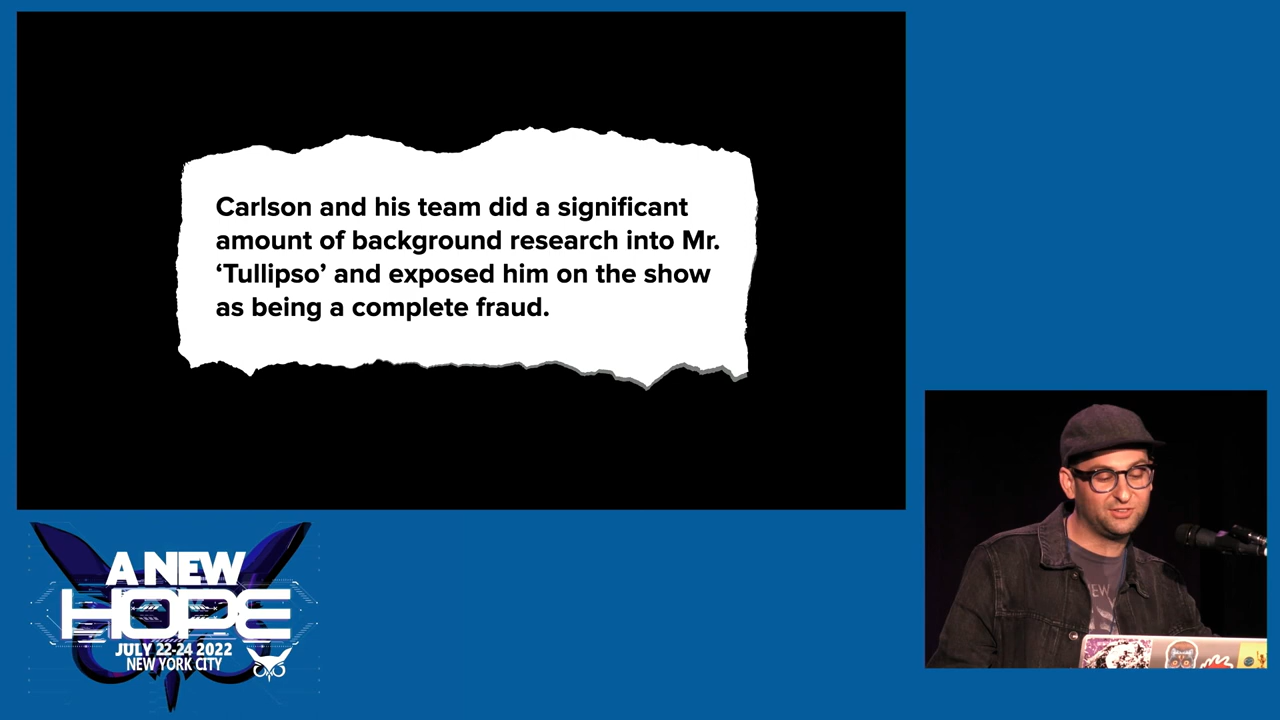 Carlson and his team did a significant
amount of background research into Mr.
‘Tullipso’ and exposed him on the show
as being a complete fraud.
A NEW
HOPE
JULY 22-24 2022
NEW YORK CITY